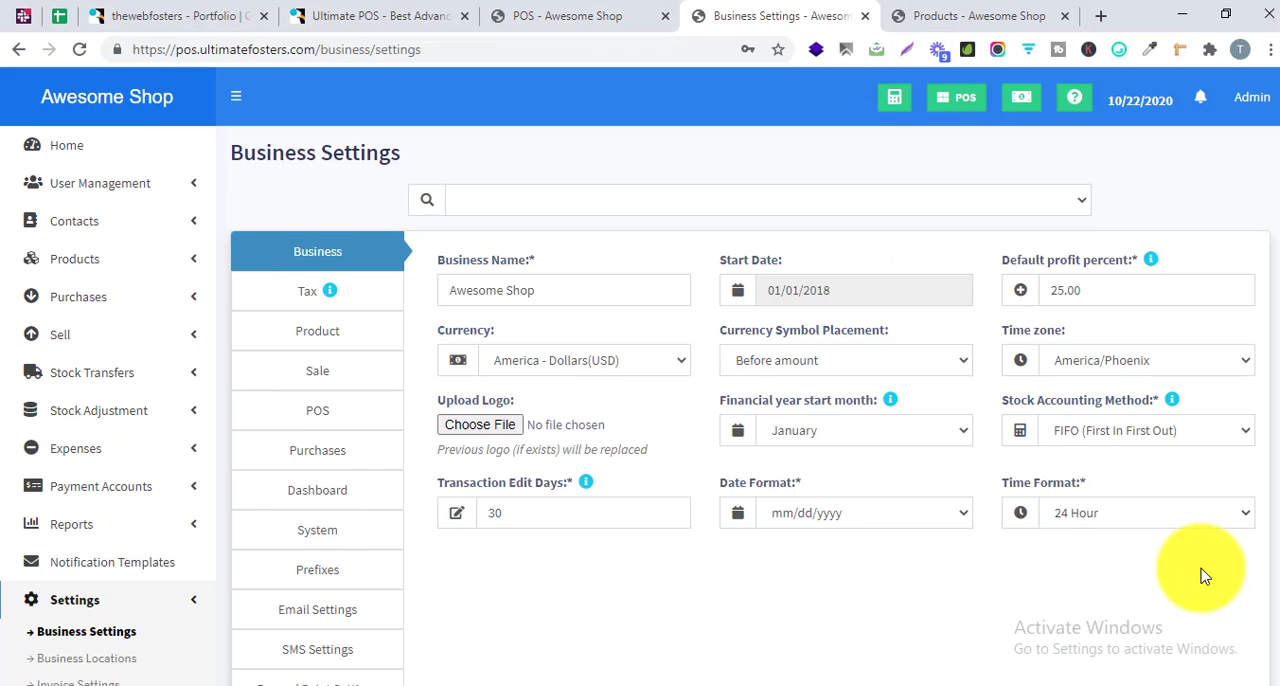 thewebfosters - Portfolio | C
Ultimate POS - Best Advanc
POS - Awesome Shop
Business Settings - Awesom
Products - Awesome Shop
https://pos.ultimatefosters.com/business/settings
9
tb
K
T
Awesome Shop
POS
10/22/2020
Admin
Home
User Management
Contacts
Products
Purchases
Sell
Stock Transfers
Stock Adjustment
Expenses
Payment Accounts
Reports
Notification Templates
Settings
Business Settings
Business Locations
Invoice Settings
Business Settings
Business
Tax
Product
Sale
POS
Purchases
Dashboard
System
Prefixes
Email Settings
SMS Settings
Business Name:*
Awesome Shop
Start Date:
01/01/2018
Default profit percent:*
25.00
Currency:
America - Dollars(USD)
Currency Symbol Placement:
Before amount
Time zone:
America/Phoenix
Upload Logo:
Choose File No file chosen
Previous logo (if exists) will be replaced
Financial year start month:
January
Stock Accounting Method:*
FIFO (First In First Out)
Transaction Edit Days:*
30
Date Format:*
mm/dd/yyyy
Time Format:*
24 Hour
Activate Windows
Go to Settings to activate Windows.